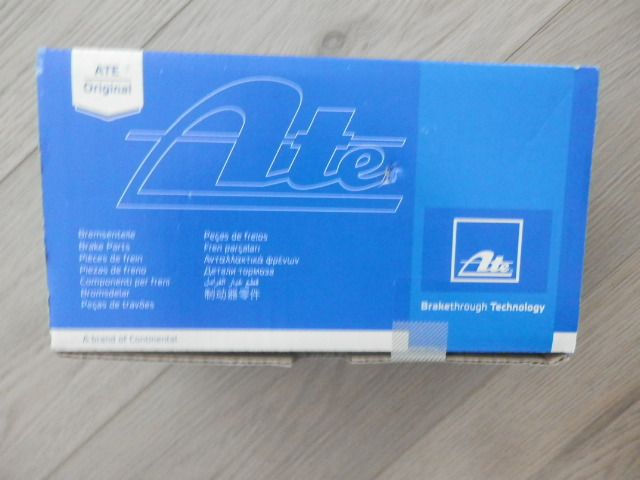 ATE
Original
Ate
Bremsenteile
Brake Parts
Pièces de frein
Piezas de freno
Componenti per freni
Bromsdelar
Peças de travões
Peças de freios
Fren parçaları
Ανταλλακτικά φρένων
Детали тормоза
قطع غيار الفرامل
制动器零件
Ate
Brakethrough Technology
A brand of Continental